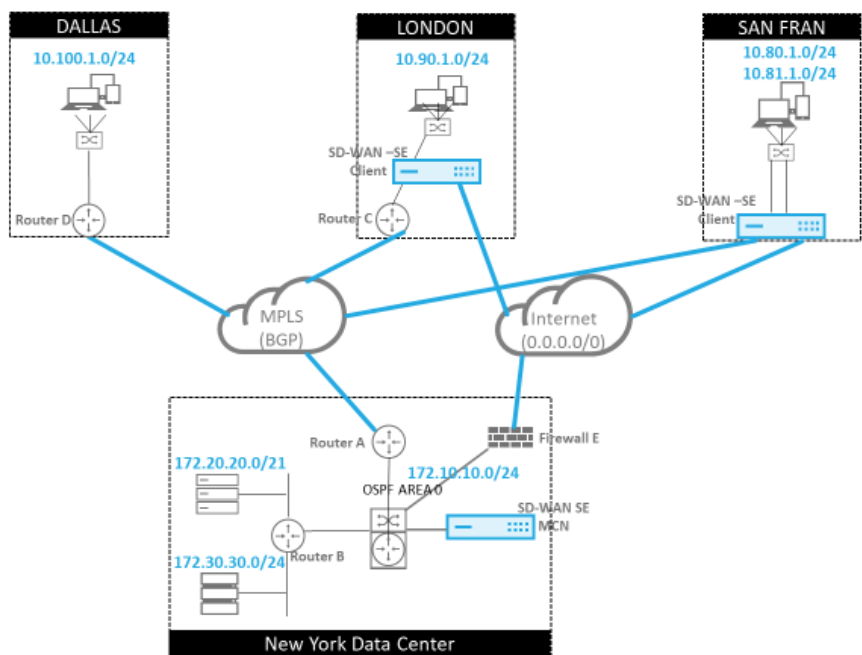 DALLAS
10.100.1.0/24
Router D
LONDON
10.90.1.0/24
SD-WAN –SE
Client
Router C
SAN FRAN
10.80.1.0/24
10.81.1.0/24
SD-WAN –SE
Client
MPLS
(BGP)
Internet
(0.0.0.0/0)
Router A
Firewall E
172.20.20.0/21
172.10.10.0/24
OSPF AREA 0
SD-WAN SE
MCN
Router B
172.30.30.0/24
New York Data Center